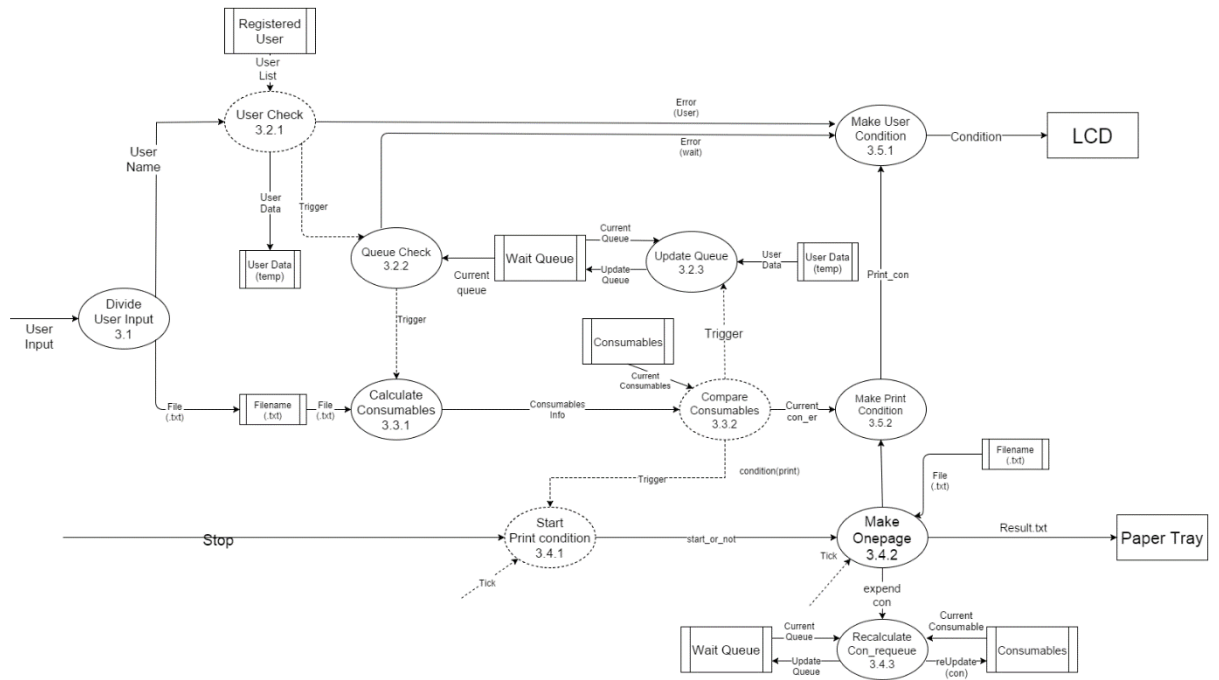 Registered
User
User
List
User Check
3.2.1
Error
(User)
Make User
Condition
3.5.1
Condition
LCD
Error
(wait)
User
Name
User
Data
Trigger
User Data
(temp)
Queue Check
3.2.2
Current
queue
Wait Queue
Current
Queue
Update
Queue
Update Queue
3.2.3
User
Data
User Data
(temp)
Print_con
User
Input
Divide
User Input
3.1
Trigger
Consumables
Trigger
Current
Consumables
File
(.txt)
Filename
(.txt)
File
(.txt)
Calculate
Consumables
3.3.1
Consumables
Info
Compare
Consumables
3.3.2
Current
con_er
Make Print
Condition
3.5.2
Trigger
condition(print)
File
(.txt)
Filename
(.txt)
Stop
Start
Print condition
3.4.1
Tick
start_or_not
Make
Onepage
3.4.2
Tick
Result.txt
Paper Tray
expend
con
Wait Queue
Current
Queue
Update
Queue
Recalculate
Con_requeue
3.4.3
Current
Consumable
reUpdate
(con)
Consumables